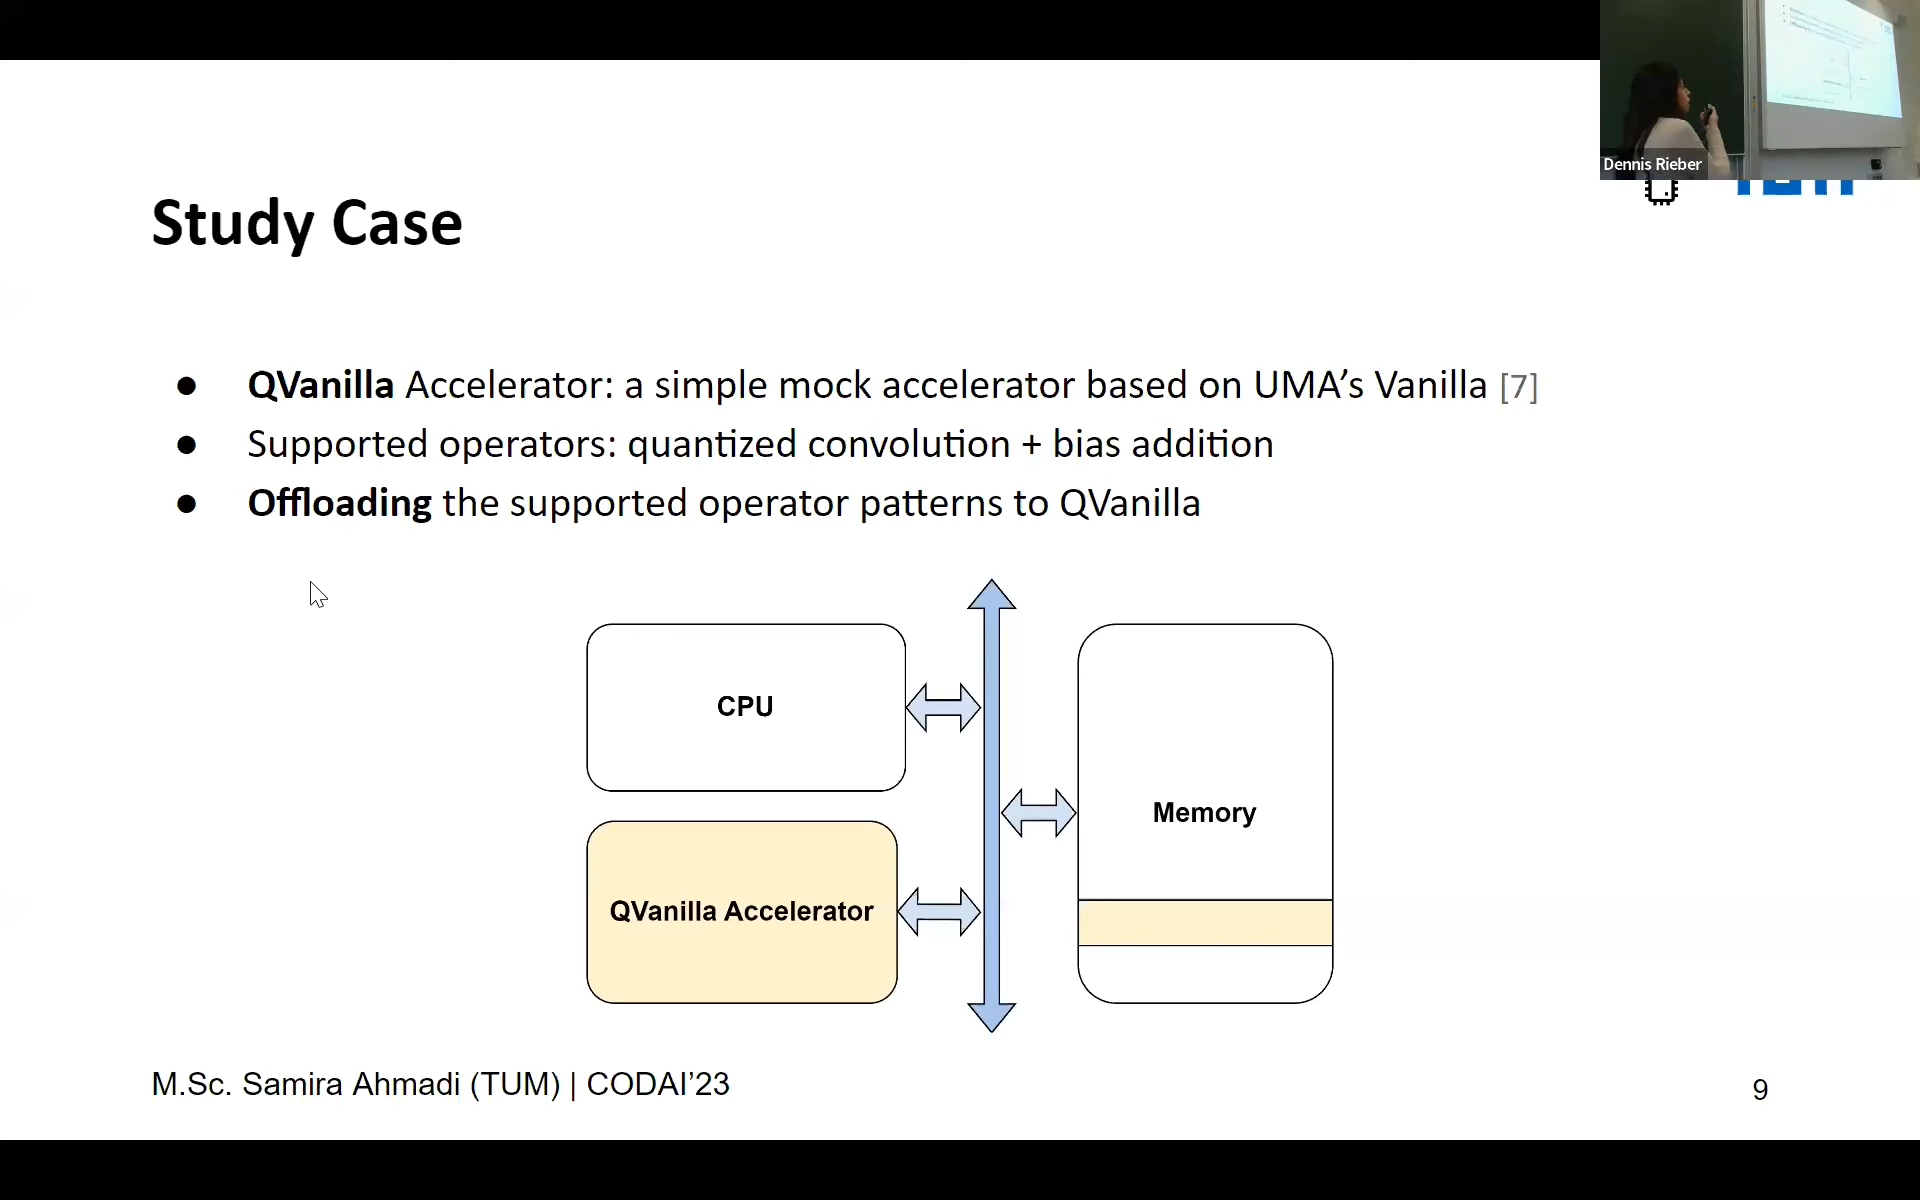 Dennis Rieber
Study Case
● QVanilla Accelerator: a simple mock accelerator based on UMA’s Vanilla [7]
● Supported operators: quantized convolution + bias addition
● Offloading the supported operator patterns to QVanilla
CPU
Memory
QVanilla Accelerator
M.Sc. Samira Ahmadi (TUM) | CODAI’23
9